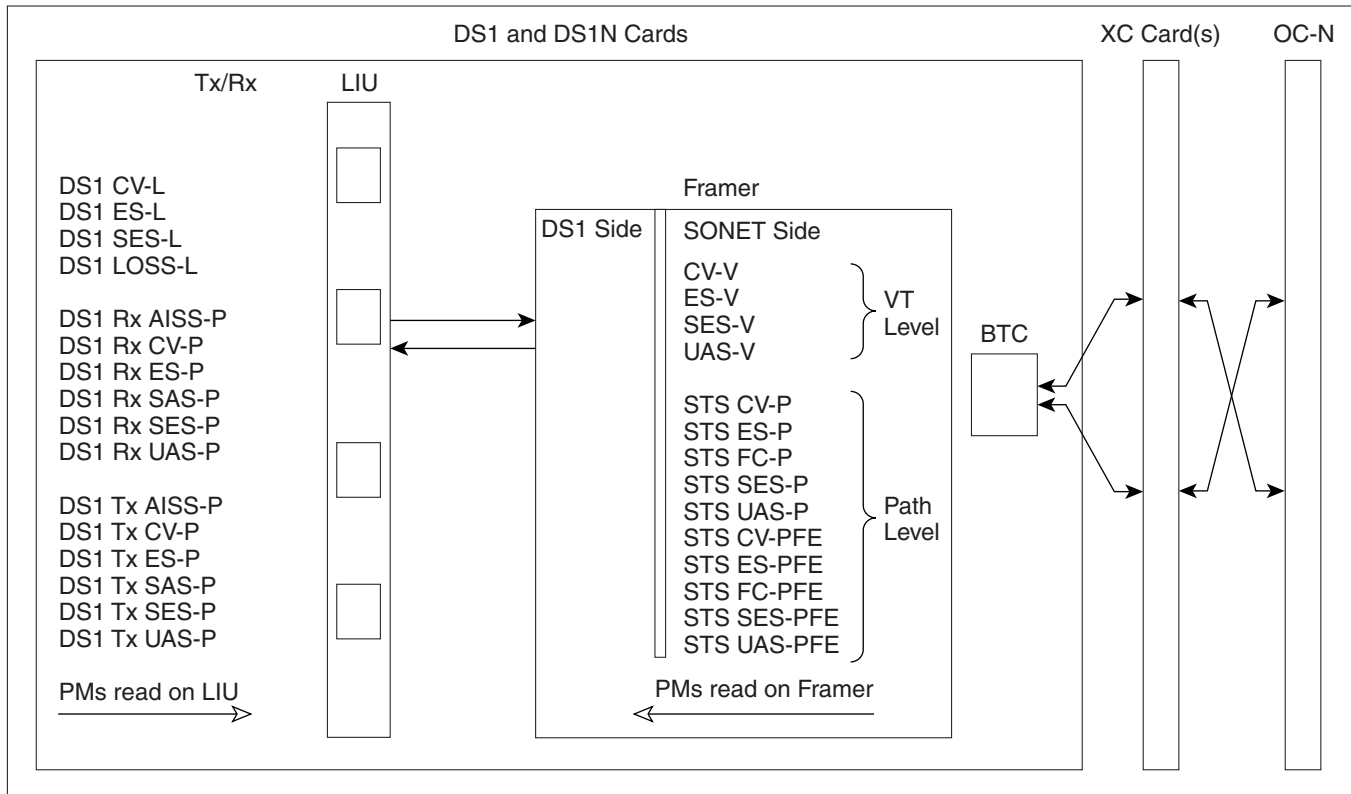 DS1 and DS1N Cards
XC Card(s)
OC-N
Tx/Rx
LIU
DS1 CV-L
DS1 ES-L
DS1 SES-L
DS1 LOSS-L
DS1 Rx AISS-P
DS1 Rx CV-P
DS1 Rx ES-P
DS1 Rx SAS-P
DS1 Rx SES-P
DS1 Rx UAS-P
DS1 Tx AISS-P
DS1 Tx CV-P
DS1 Tx ES-P
DS1 Tx SAS-P
DS1 Tx SES-P
DS1 Tx UAS-P
PMs read on LIU
Framer
DS1 Side
SONET Side
CV-V
ES-V
SES-V
UAS-V
VT
Level
STS CV-P
STS ES-P
STS FC-P
STS SES-P
STS UAS-P
STS CV-PFE
STS ES-PFE
STS FC-PFE
STS SES-PFE
STS UAS-PFE
Path
Level
PMs read on Framer
BTC